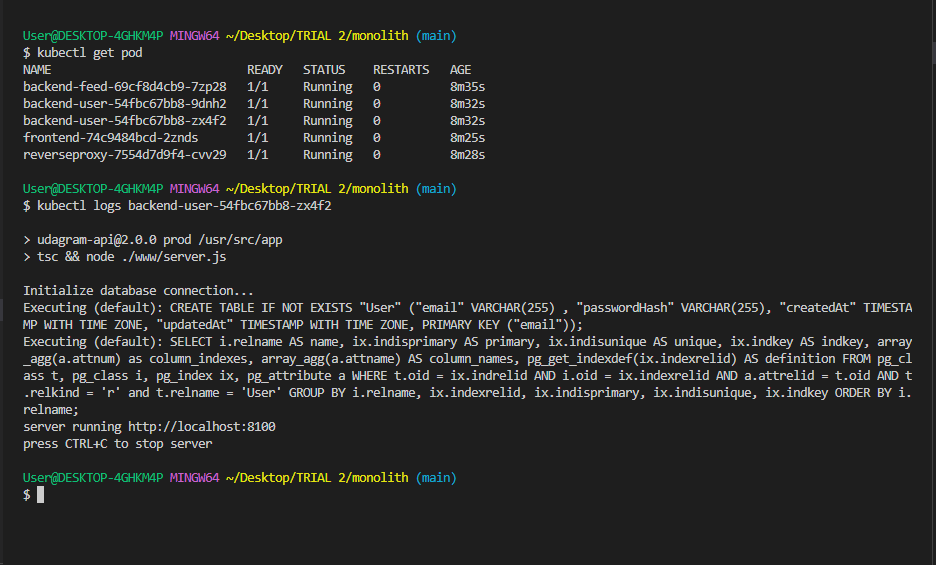 User@DESKTOP-4GHKM4P MINGW64 ~/Desktop/TRIAL 2/monolith (main)
$ kubectl get pod
NAME READY STATUS RESTARTS AGE
backend-feed-69cf8d4cb9-7zp28 1/1 Running 0 8m35s
backend-user-54fbc67bb8-9dnh2 1/1 Running 0 8m32s
backend-user-54fbc67bb8-zx4f2 1/1 Running 0 8m32s
frontend-74c9484bcd-2znds 1/1 Running 0 8m25s
reverseproxy-7554d7d9f4-cvv29 1/1 Running 0 8m28s
User@DESKTOP-4GHKM4P MINGW64 ~/Desktop/TRIAL 2/monolith (main)
$ kubectl logs backend-user-54fbc67bb8-zx4f2
> udagram-api@2.0.0 prod /usr/src/app
> tsc && node ./www/server.js
Initialize database connection...
Executing (default): CREATE TABLE IF NOT EXISTS "User" ("email" VARCHAR(255) , "passwordHash" VARCHAR(255), "createdAt" TIMESTA
MP WITH TIME ZONE, "updatedAt" TIMESTAMP WITH TIME ZONE, PRIMARY KEY ("email"));
Executing (default): SELECT i.relname AS name, ix.indisprimary AS primary, ix.indisunique AS unique, ix.indkey AS indkey, array
_agg(a.attnum) as column_indexes, array_agg(a.attname) AS column_names, pg_get_indexdef(ix.indexrelid) AS definition FROM pg_cl
ass t, pg_class i, pg_index ix, pg_attribute a WHERE t.oid = ix.indrelid AND i.oid = ix.indexrelid AND a.attrelid = t.oid AND t
.relkind = 'r' and t.relname = 'User' GROUP BY i.relname, ix.indexrelid, ix.indisprimary, ix.indisunique, ix.indkey ORDER BY i.
relname;
server running http://localhost:8100
press CTRL+C to stop server
User@DESKTOP-4GHKM4P MINGW64 ~/Desktop/TRIAL 2/monolith (main)
$